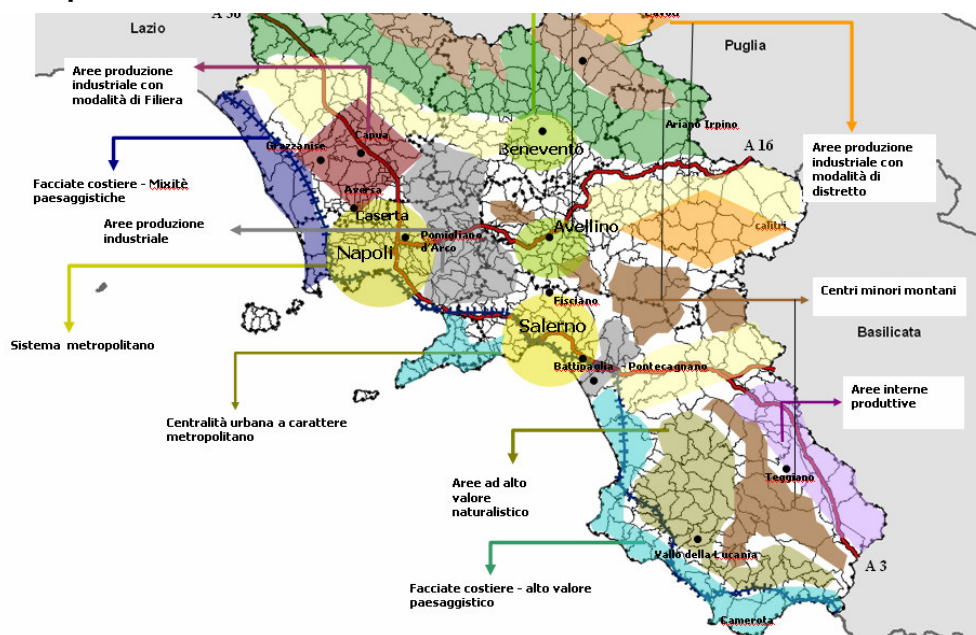 A 30
Lazio
Puglia
Aree produzione
industriale con
modalità di Filiera
Ariano Irpino
Capua
Grazzanise
Benevento
A 16
Aree produzione
industriale con
modalità di
distretto
Facciate costiere - Mixitè
paesaggistiche
Aversa
Caserta
Aree produzione
industriale
Pomigliano
d'Arco
Avellino
calitri
Napoli
Centri minori montani
Fisciano
Salerno
Basilicata
Sistema metropolitano
Battipaglia - Pontecagnano
Aree interne
produttive
Centralità urbana a carattere
metropolitano
Teggiano
Aree ad alto
valore
naturalistico
Vallo della Lucania
A 3
Facciate costiere - alto valore
paesaggistico
Camerota